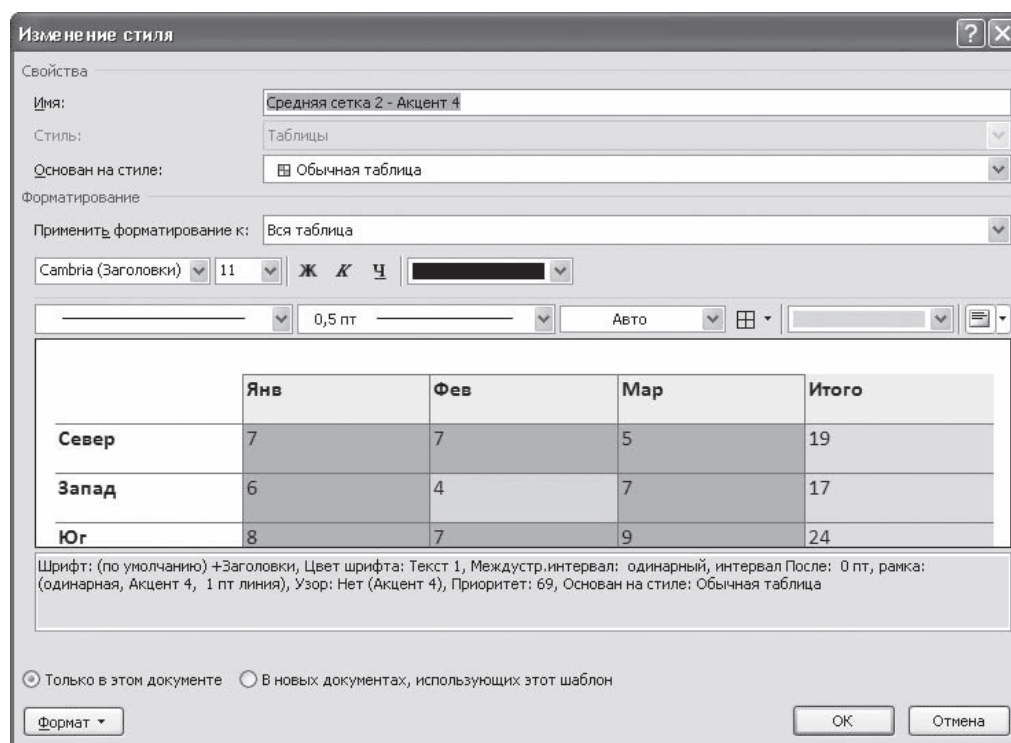 Изменение стиля
Свойства
Имя: Средняя сетка 2 - Акцент 4
Стиль: Таблицы
Основан на стиле: Обычная таблица
Форматирование
Применить форматирование к: Вся таблица
Cambria (Заголовки) 11 Ж К Ч
0,5 пт Авто
Янв Фев Мар Итого
Север 7 7 5 19
Запад 6 4 7 17
Юг 8 7 9 24
Шрифт: (по умолчанию) +Заголовки, Цвет шрифта: Текст 1, Междустр.интервал: одинарный, интервал После: 0 пт, рамка:
(одинарная, Акцент 4, 1 пт линия), Узор: Нет (Акцент 4), Приоритет: 69, Основан на стиле: Обычная таблица
Только в этом документе В новых документах, использующих этот шаблон
Формат ОК Отмена